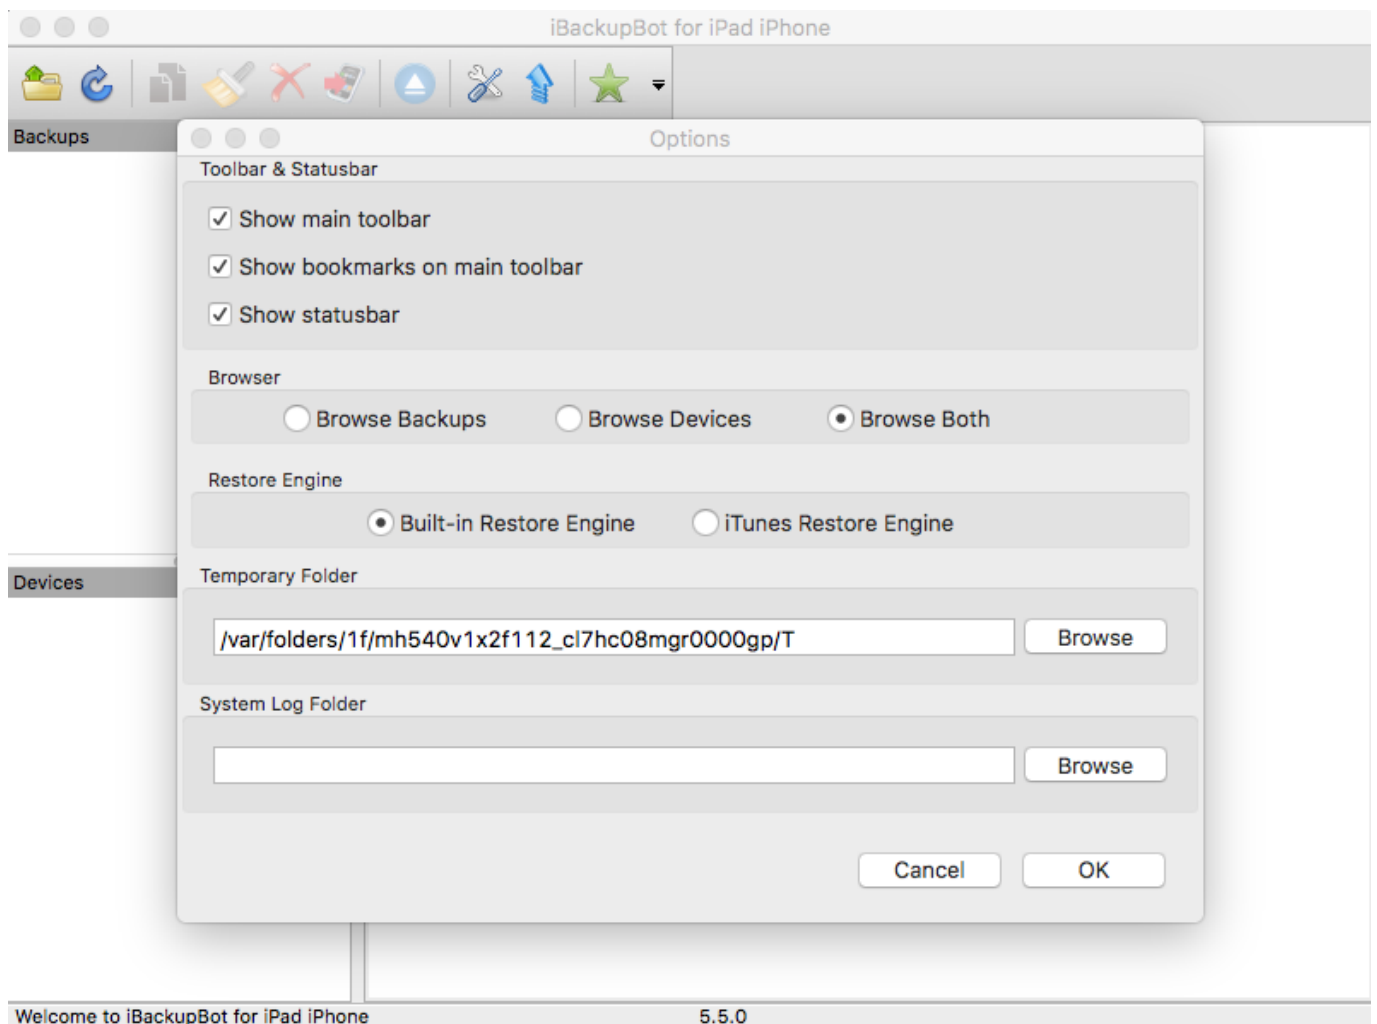 iBackupBot for iPad iPhone
Backups
Options
Toolbar & Statusbar
Show main toolbar
Show bookmarks on main toolbar
Show statusbar
Browser
Browse Backups Browse Devices Browse Both
Restore Engine
Built-in Restore Engine iTunes Restore Engine
Devices
Temporary Folder
/var/folders/1f/mh540v1x2f112_cl7hc08mgr0000gp/T Browse
System Log Folder
Browse
Cancel OK
Welcome to iBackupBot for iPad iPhone 5.5.0